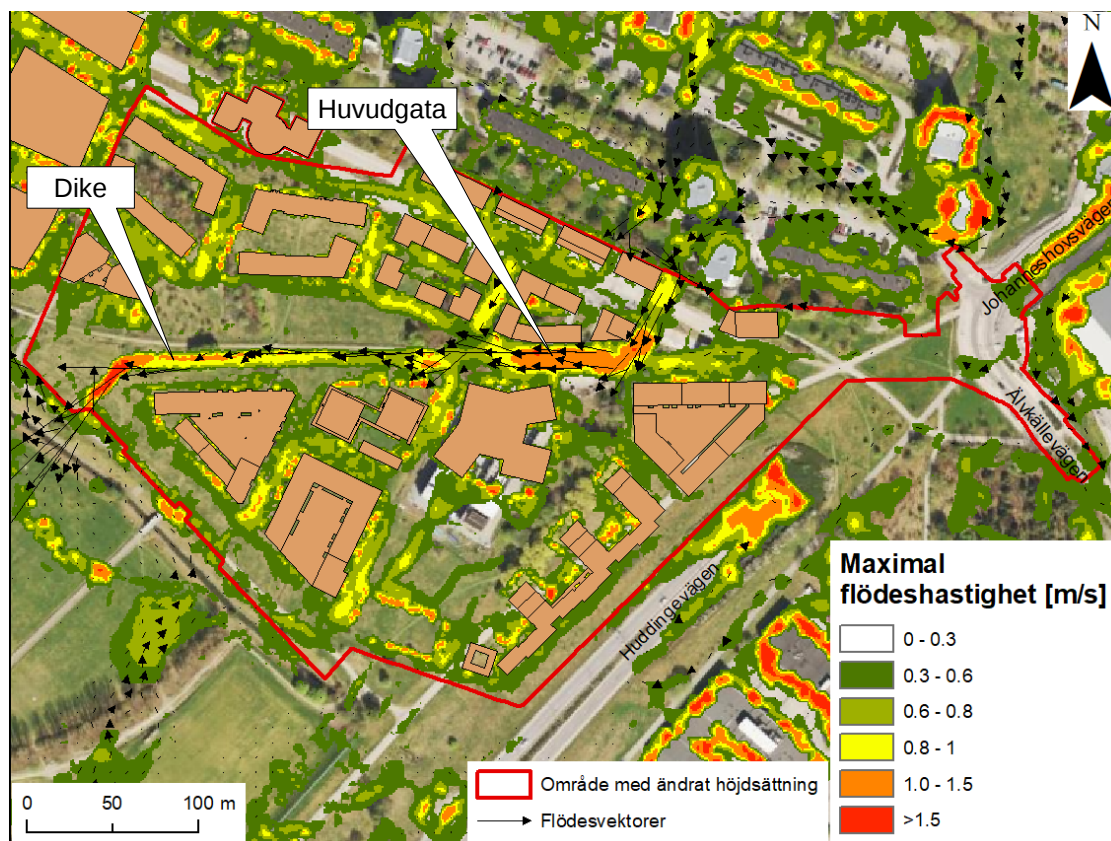 N
Huvudgata
Dike
Johanneshovsvägen
Älvkällevägen
Huddingevägen
Maximal
flödeshastighet [m/s]
0 - 0.3
0.3 - 0.6
0.6 - 0.8
0.8 - 1
1.0 - 1.5
>1.5
Område med ändrat höjdsättning
Flödesvektorer
0 50 100 m